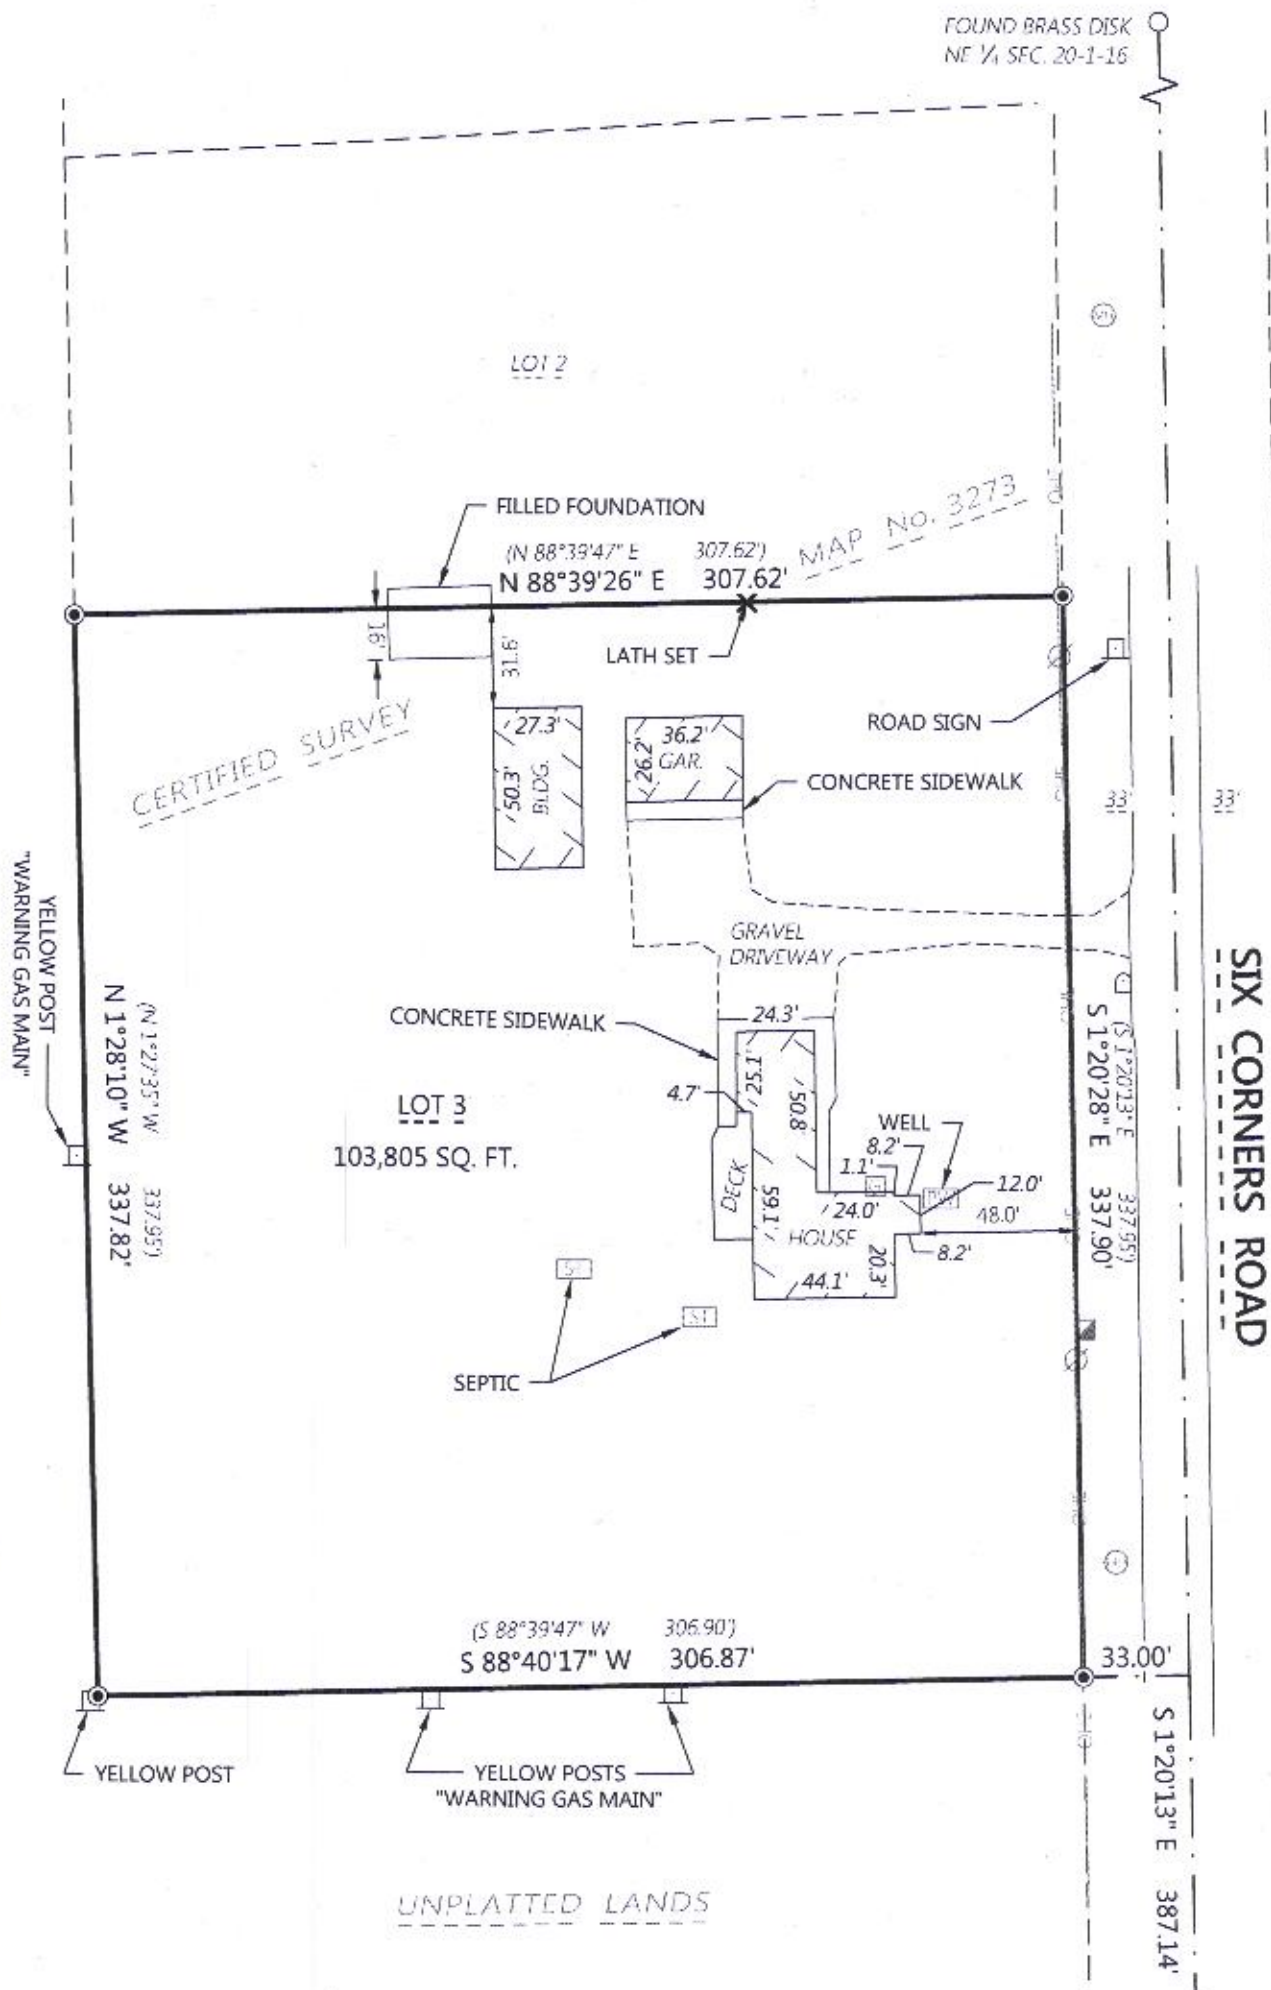 FOUND BRASS DISK
NE 1/4 SEC. 20-1-16
LOT 2
FILLED FOUNDATION
(N 88°39'47" E 307.62')
N 88°39'26" E 307.62'
MAP No. 3273
16'
31.6'
LATH SET
ROAD SIGN
CERTIFIED SURVEY
27.3'
50.3'
BLDG.
36.2'
26.2'
GAR.
CONCRETE SIDEWALK
33'
33'
YELLOW POST
"WARNING GAS MAIN"
GRAVEL
DRIVEWAY
SIX CORNERS ROAD
(N 1°27'35" W 337.95')
N 1°28'10" W 337.82'
(S 1°20'13" E 337.95')
S 1°20'28" E 337.90'
CONCRETE SIDEWALK
24.3'
25.1'
50.8'
4.7'
LOT 3
103,805 SQ. FT.
WELL
8.2'
1.1'
12.0'
DECK
59.1'
24.0'
48.0'
HOUSE
20.3'
8.2'
44.1'
ST
ST
SEPTIC
(S 88°39'47" W 306.90')
S 88°40'17" W 306.87'
33.00'
S 1°20'13" E 387.14'
YELLOW POST
YELLOW POSTS
"WARNING GAS MAIN"
UNPLATTED LANDS